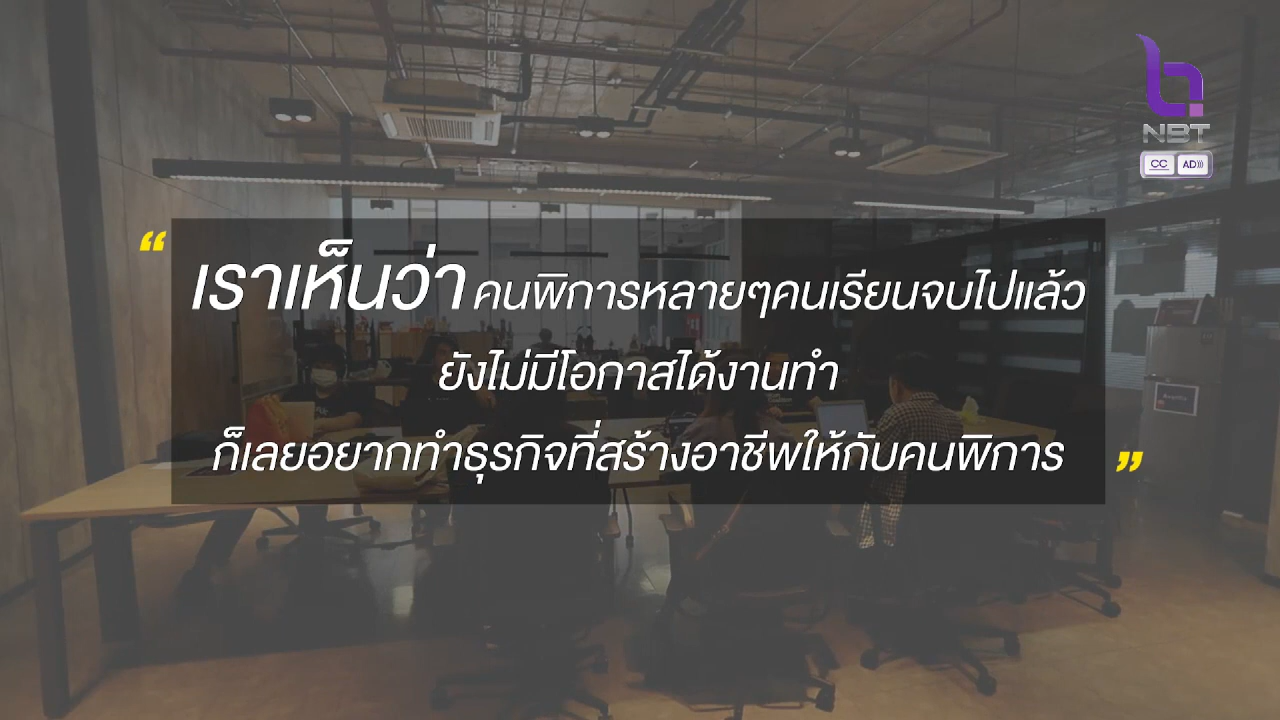 NBT
CC AD
“ เราเห็นว่า คนพิการหลายๆคนเรียนจบไปแล้ว
ยังไม่มีโอกาสได้งานทำ
ก็เลยอยากทำธุรกิจที่สร้างอาชีพให้กับคนพิการ ”